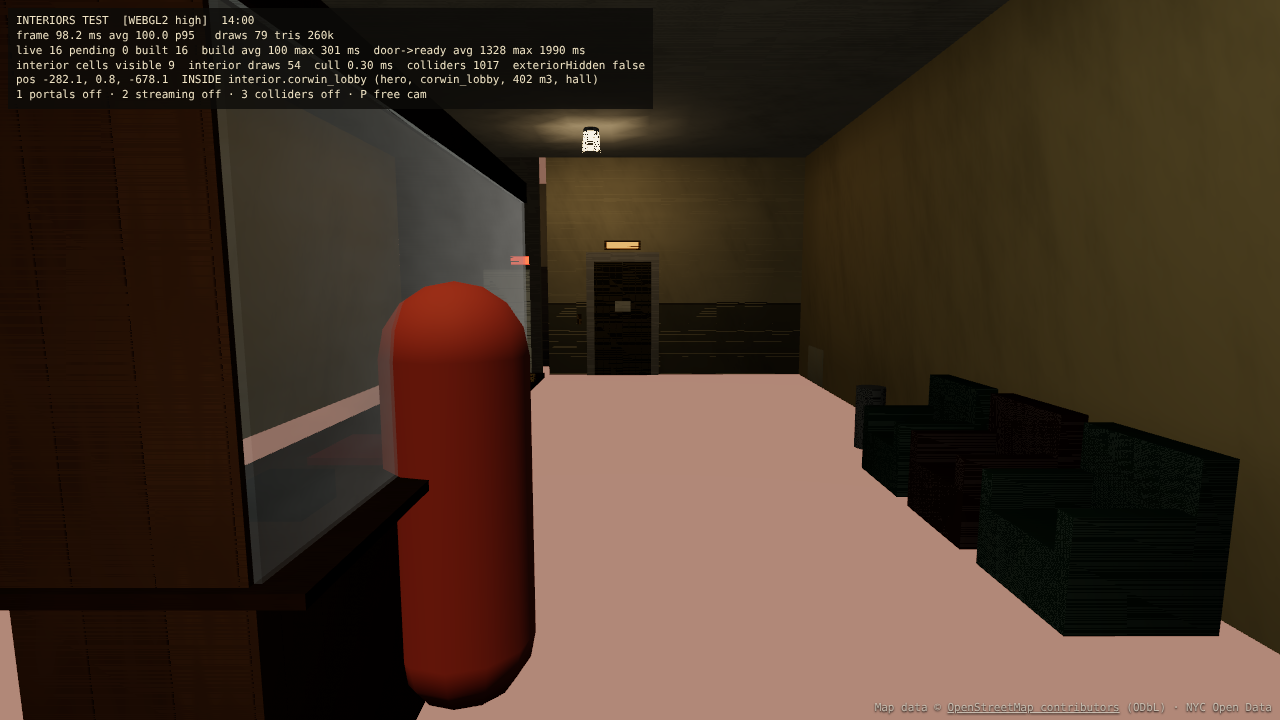 INTERIORS TEST  [WEBGL2 high]  14:00
frame 98.2 ms avg 100.0 p95   draws 79 tris 260k
live 16 pending 0 built 16  build avg 100 max 301 ms  door->ready avg 1328 max 1990 ms
interior cells visible 9  interior draws 54  cull 0.30 ms  colliders 1017  exteriorHidden false
pos -282.1, 0.8, -678.1  INSIDE interior.corwin_lobby (hero, corwin_lobby, 402 m3, hall)
1 portals off · 2 streaming off · 3 colliders off · P free cam
Map data © OpenStreetMap contributors (ODbL) · NYC Open Data